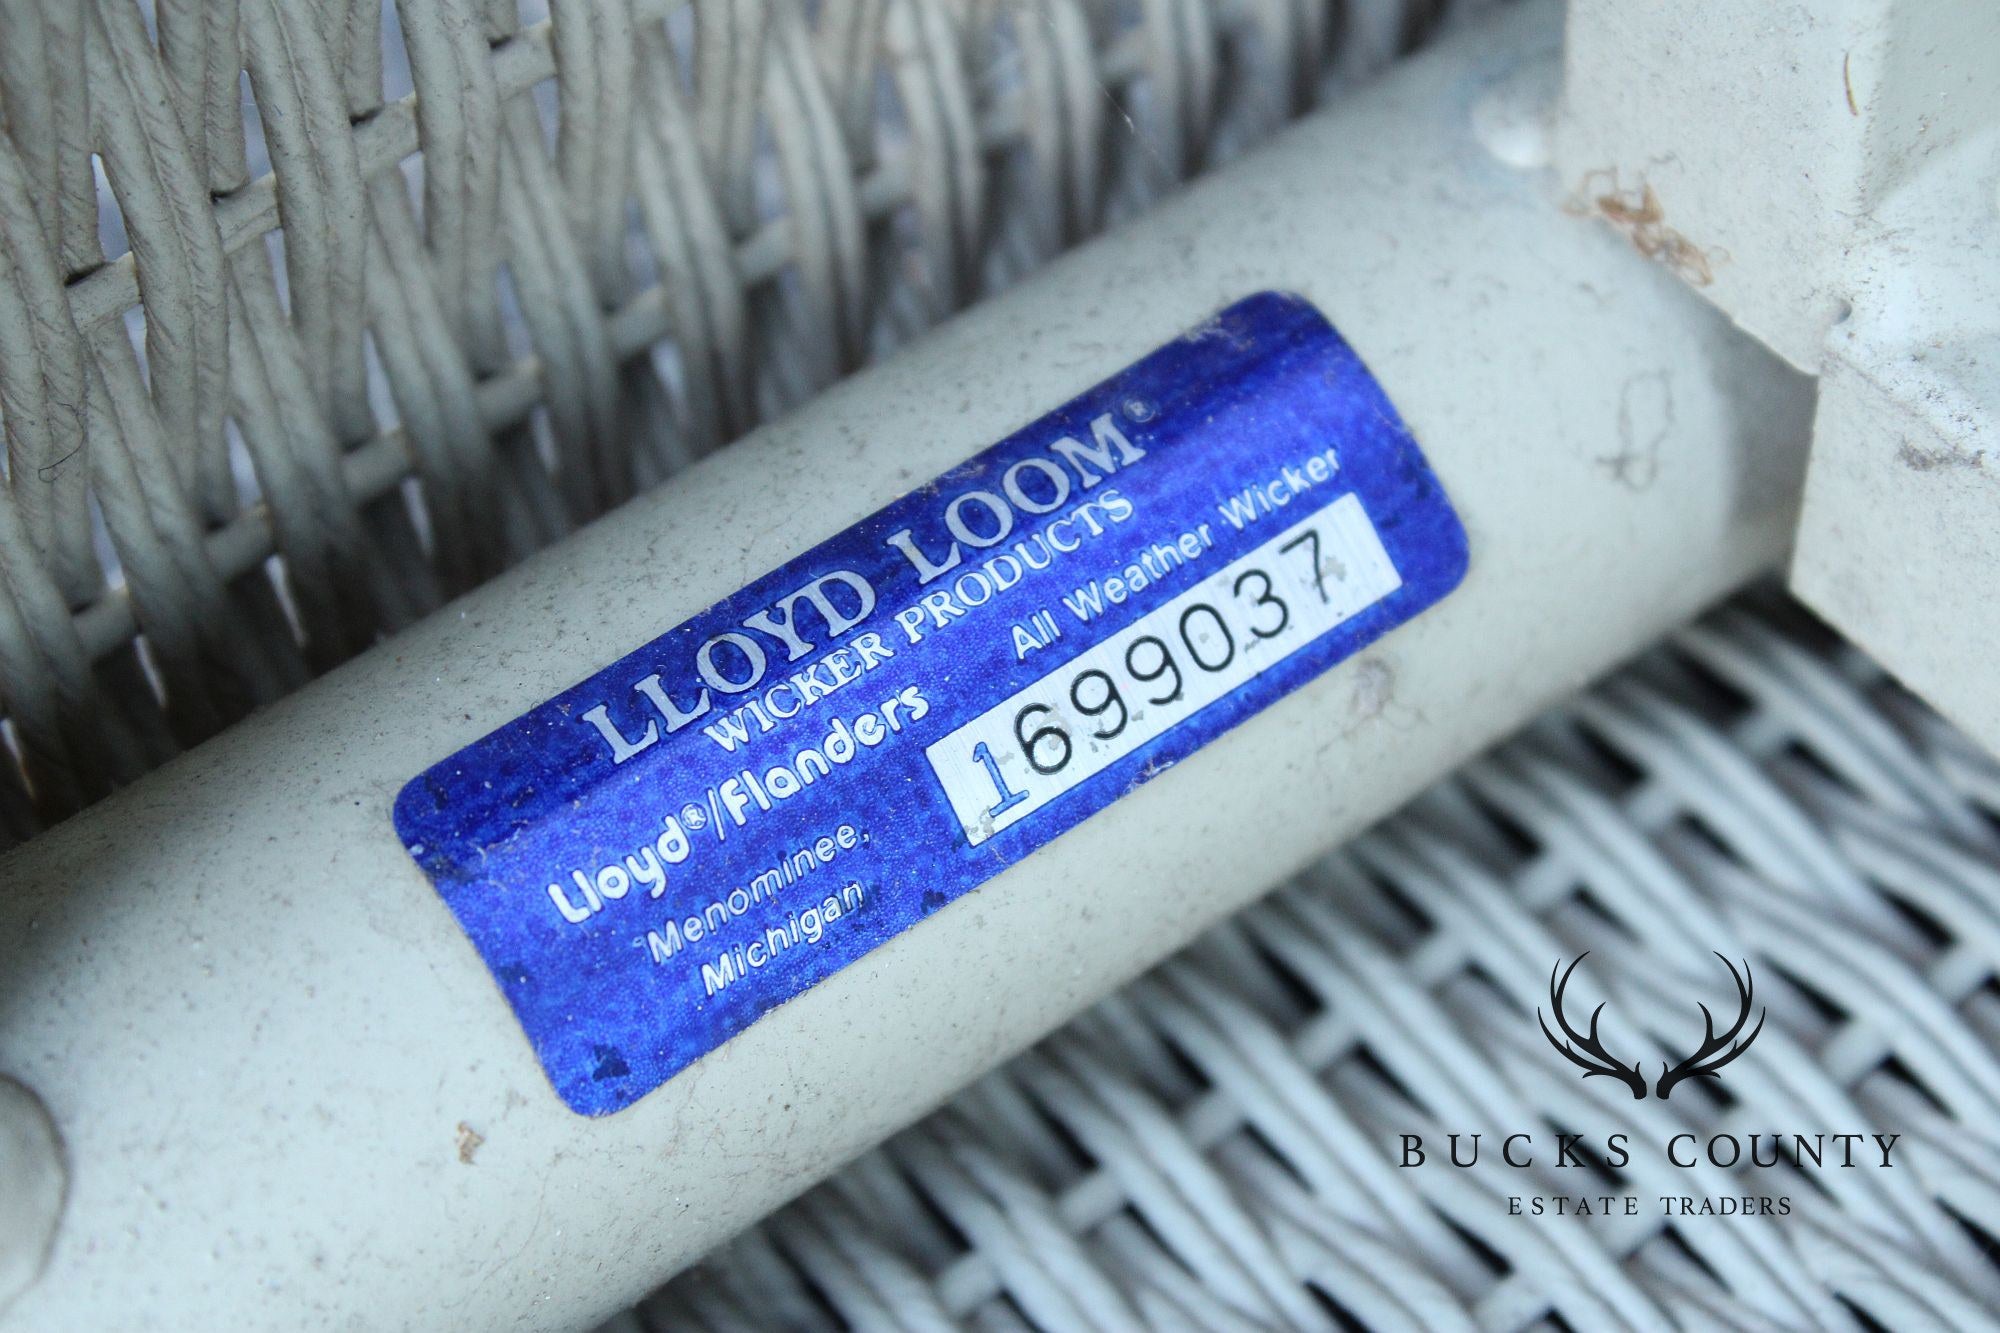 LLOYD LOOM®
WICKER PRODUCTS
Lloyd®/Flanders
All Weather Wicker
Menominee,
Michigan
1699037
BUCKS COUNTY
ESTATE TRADERS